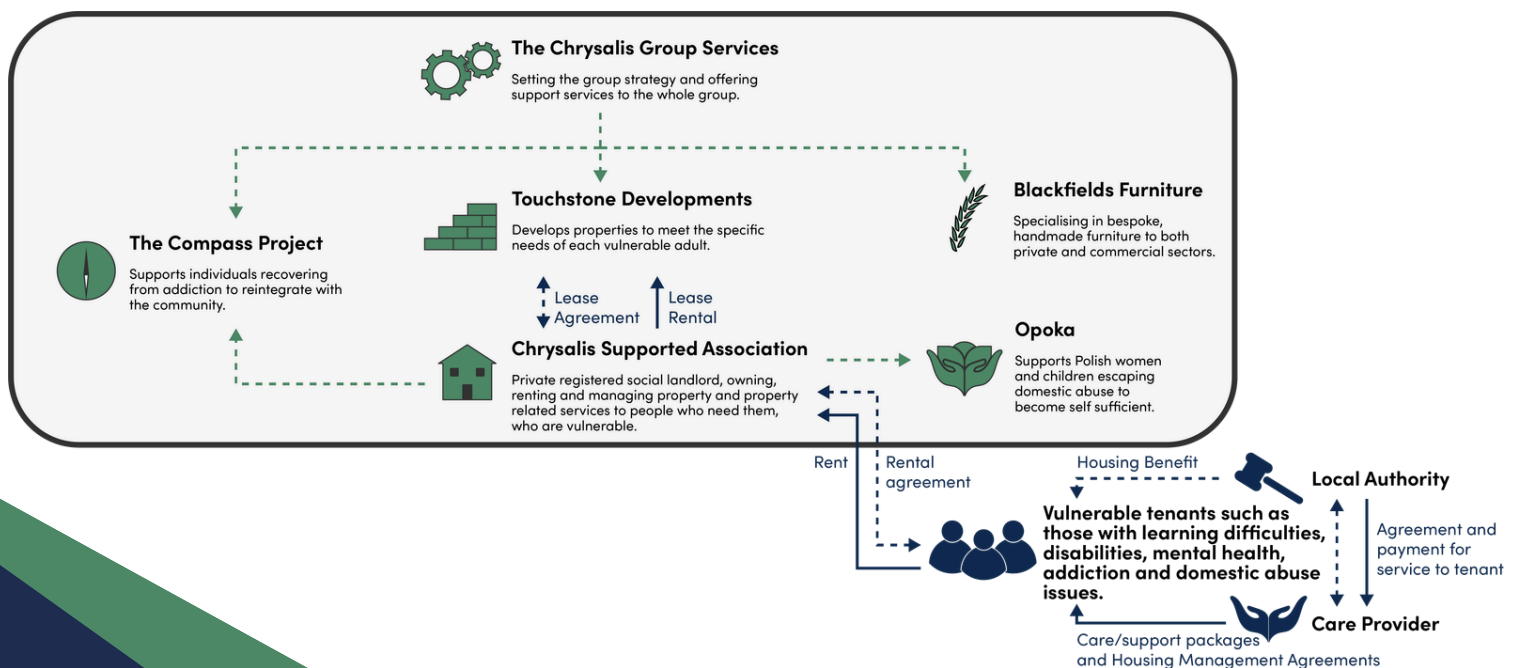 The Chrysalis Group Services
Setting the group strategy and offering
support services to the whole group.
Touchstone Developments
Develops properties to meet the specific
needs of each vulnerable adult.
Blackfields Furniture
Specialising in bespoke,
handmade furniture to both
private and commercial sectors.
The Compass Project
Supports individuals recovering
from addiction to reintegrate with
the community.
Lease
Agreement
Lease
Rental
Chrysalis Supported Association
Private registered social landlord, owning,
renting and managing property and property
related services to people who need them,
who are vulnerable.
Opoka
Supports Polish women
and children escaping
domestic abuse to
become self sufficient.
Rent
Rental
agreement
Housing Benefit
Local Authority
Vulnerable tenants such as
those with learning difficulties,
disabilities, mental health,
addiction and domestic abuse
issues.
Agreement and
payment for
service to tenant
Care Provider
Care/support packages
and Housing Management Agreements